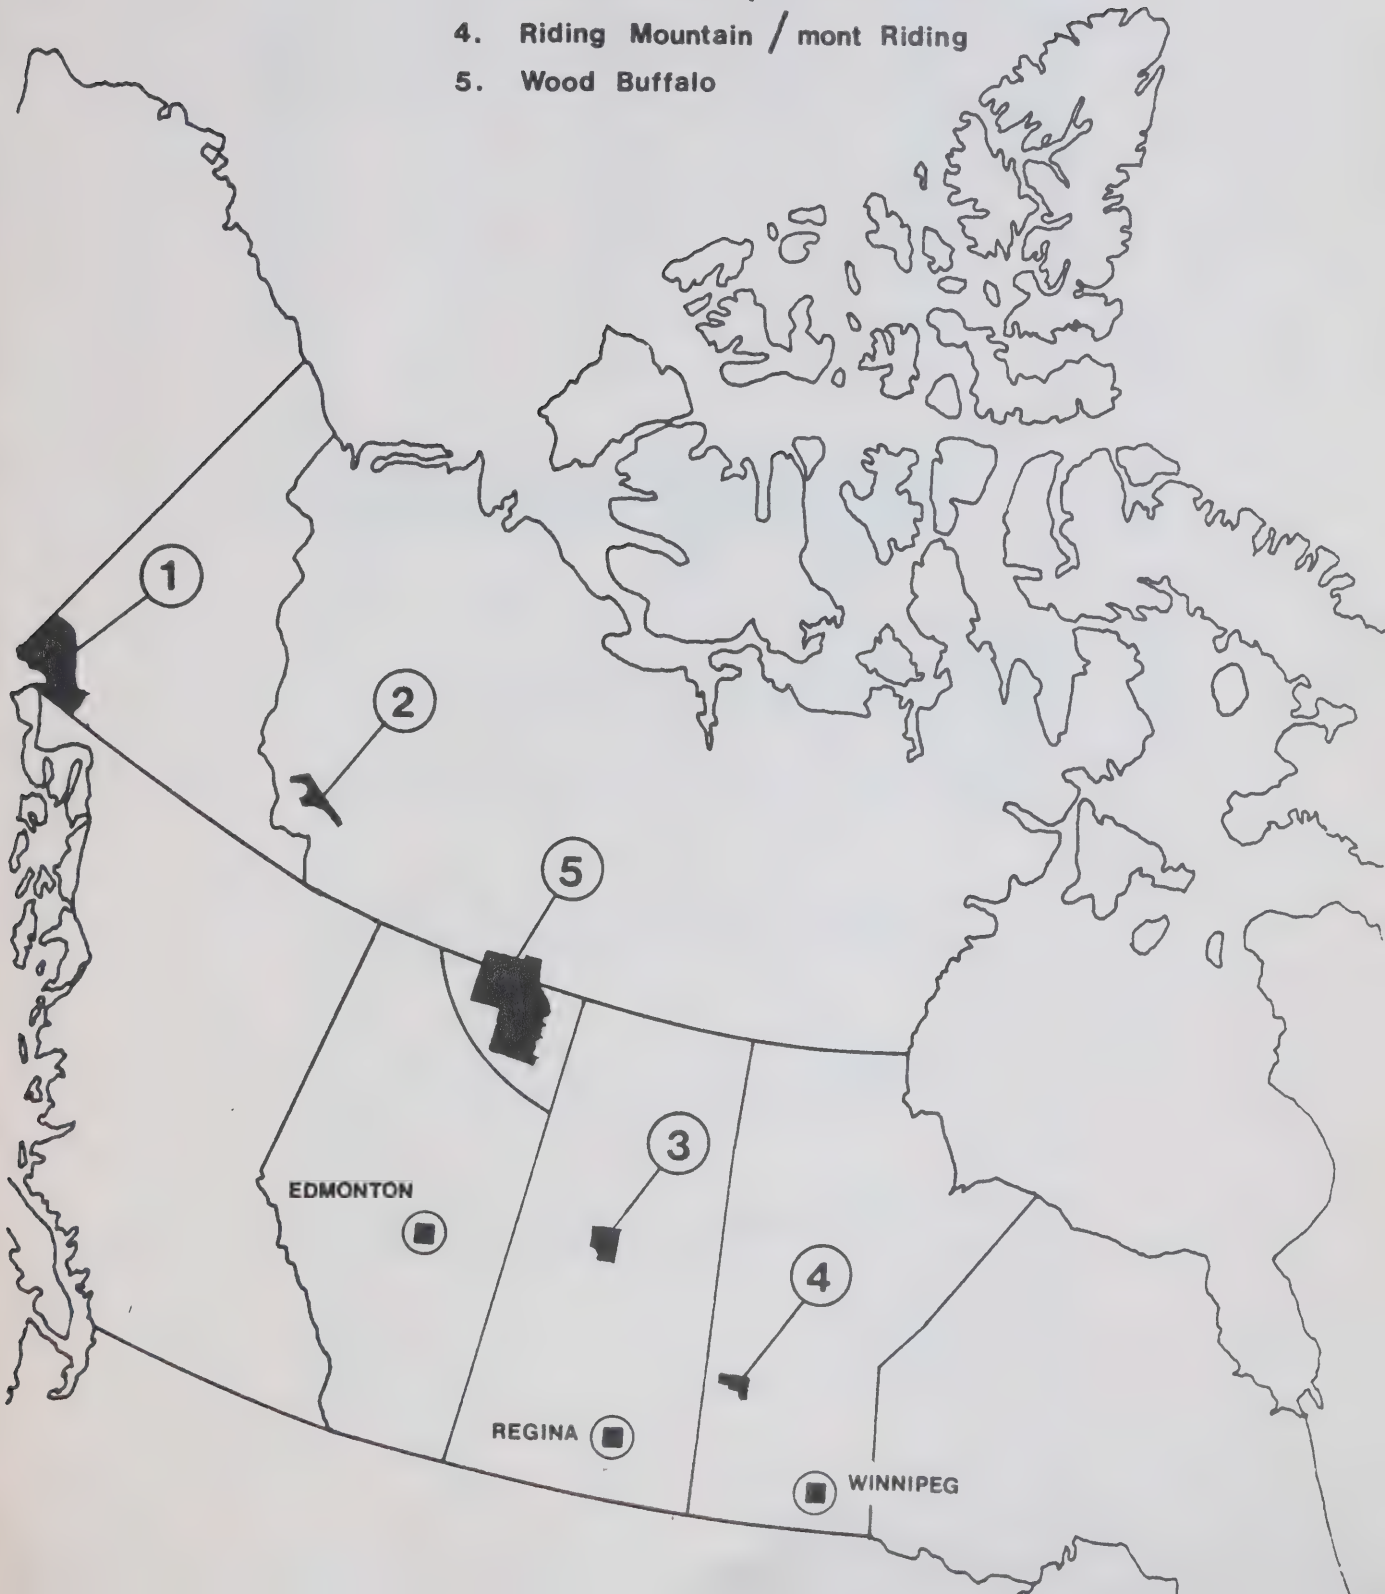 4. Riding Mountain / mont Riding
5. Wood Buffalo
1
2
5
3
EDMONTON
4
REGINA
WINNIPEG